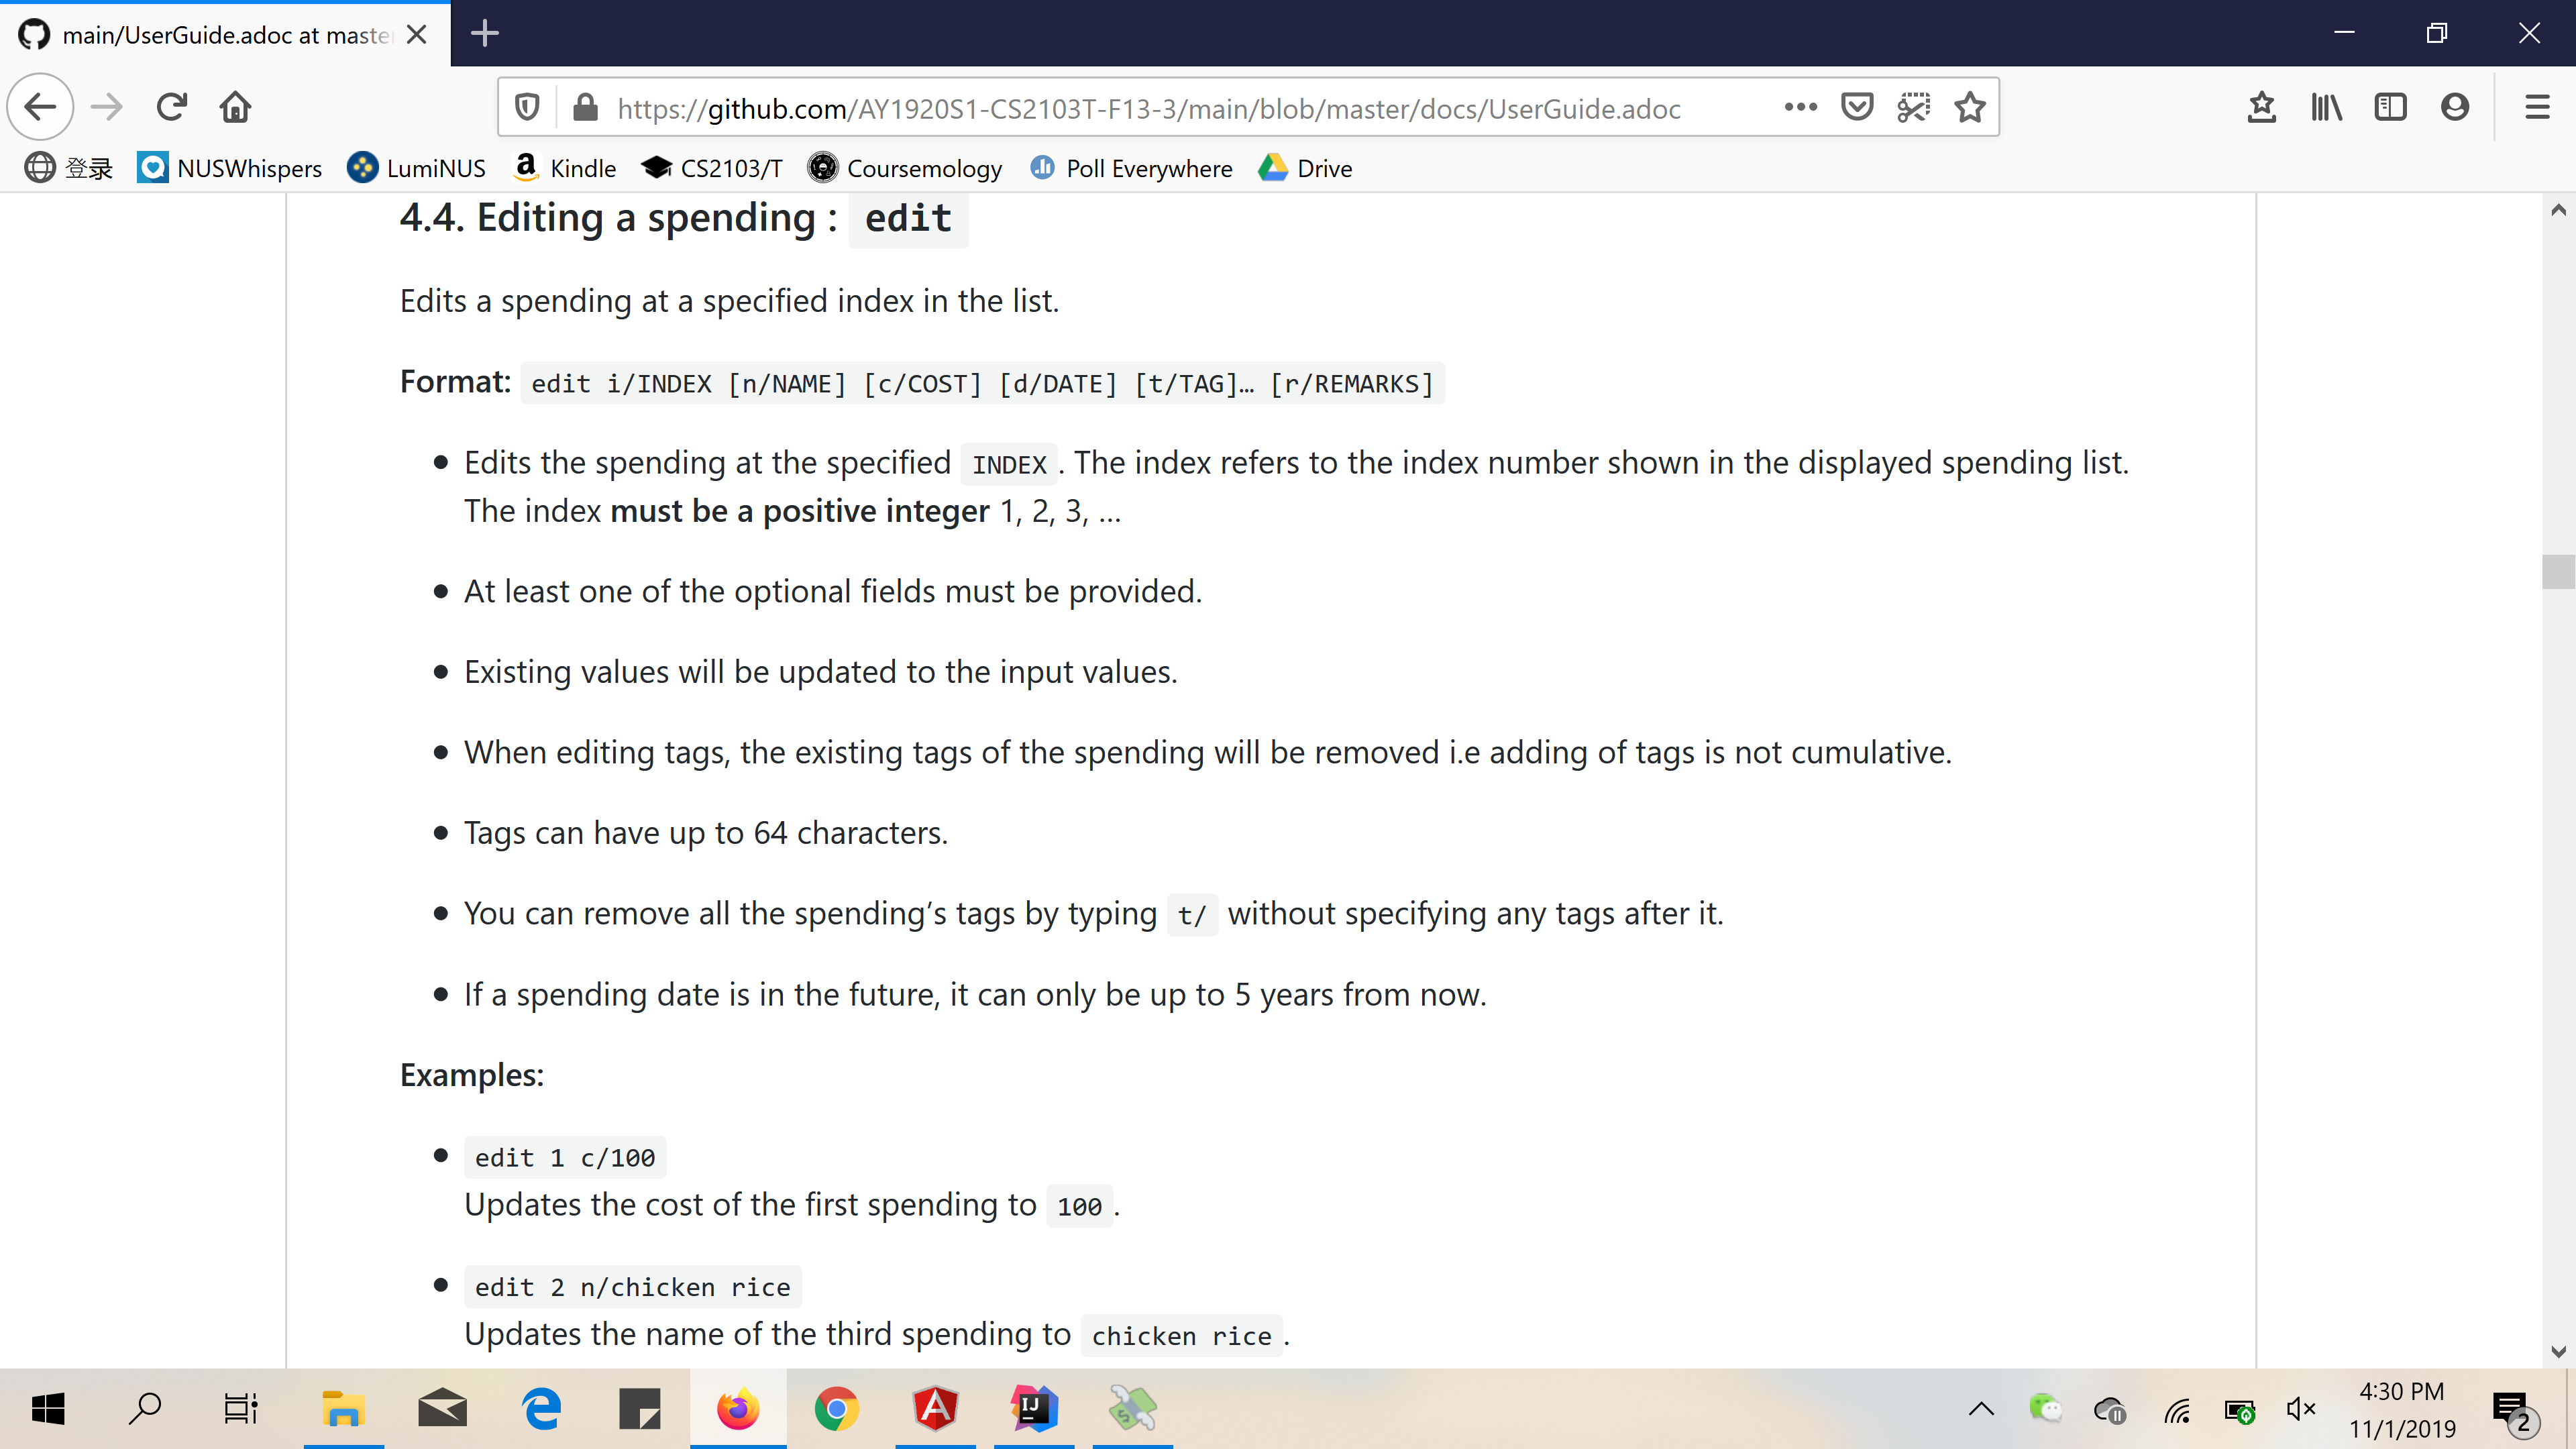 main/UserGuide.adoc at master
https://github.com/AY1920S1-CS2103T-F13-3/main/blob/master/docs/UserGuide.adoc
登录 NUSWhispers LumiNUS Kindle CS2103/T Coursemology Poll Everywhere Drive
4.4. Editing a spending : edit
Edits a spending at a specified index in the list.
Format: edit i/INDEX [n/NAME] [c/COST] [d/DATE] [t/TAG]… [r/REMARKS]
Edits the spending at the specified INDEX. The index refers to the index number shown in the displayed spending list.
The index must be a positive integer 1, 2, 3, …
At least one of the optional fields must be provided.
Existing values will be updated to the input values.
When editing tags, the existing tags of the spending will be removed i.e adding of tags is not cumulative.
Tags can have up to 64 characters.
You can remove all the spending’s tags by typing t/ without specifying any tags after it.
If a spending date is in the future, it can only be up to 5 years from now.
Examples:
edit 1 c/100
Updates the cost of the first spending to 100.
edit 2 n/chicken rice
Updates the name of the third spending to chicken rice.
4:30 PM
11/1/2019
2